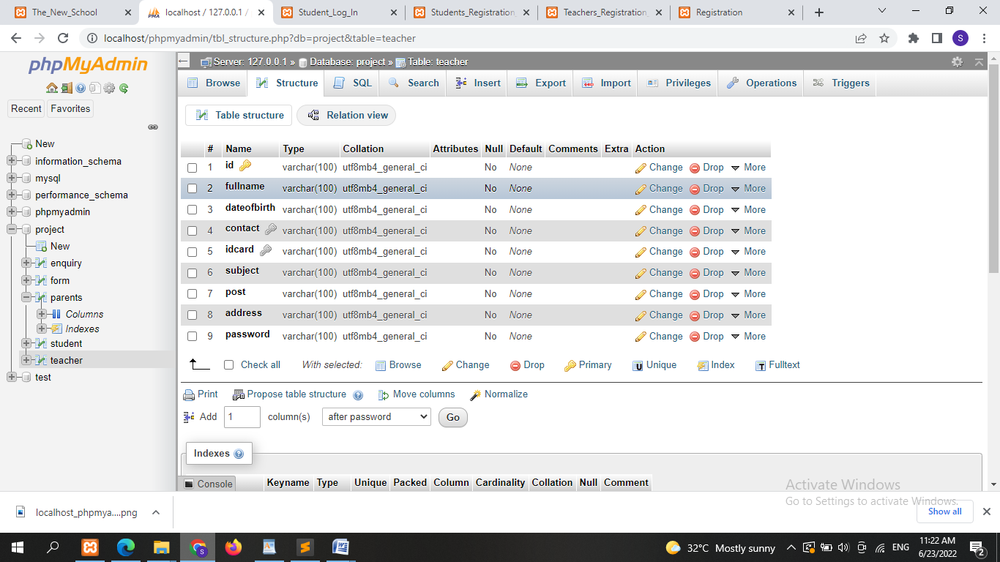 The_New_School localhost / 127.0.0.1 / Student_Log_In Students_Registration Teachers_Registration Registration
localhost/phpmyadmin/tbl_structure.php?db=project&table=teacher S
phpMyAdmin
Recent Favorites
New
information_schema
mysql
performance_schema
phpmyadmin
project
New
enquiry
form
parents
Columns
Indexes
student
teacher
test
Server: 127.0.0.1 » Database: project » Table: teacher
Browse Structure SQL Search Insert Export Import Privileges Operations Triggers
Table structure Relation view
# Name Type Collation Attributes Null Default Comments Extra Action
1 id varchar(100) utf8mb4_general_ci No None Change Drop More
2 fullname varchar(100) utf8mb4_general_ci No None Change Drop More
3 dateofbirth varchar(100) utf8mb4_general_ci No None Change Drop More
4 contact varchar(100) utf8mb4_general_ci No None Change Drop More
5 idcard varchar(100) utf8mb4_general_ci No None Change Drop More
6 subject varchar(100) utf8mb4_general_ci No None Change Drop More
7 post varchar(100) utf8mb4_general_ci No None Change Drop More
8 address varchar(100) utf8mb4_general_ci No None Change Drop More
9 password varchar(100) utf8mb4_general_ci No None Change Drop More
Check all With selected: Browse Change Drop Primary Unique Index Fulltext
Print Propose table structure Move columns Normalize
Add 1 column(s) after password Go
Indexes
Console Keyname Type Unique Packed Column Cardinality Collation Null Comment
Activate Windows
Go to Settings to activate Windows.
localhost_phpmya....png Show all
32°C Mostly sunny ENG 11:22 AM
6/23/2022 2